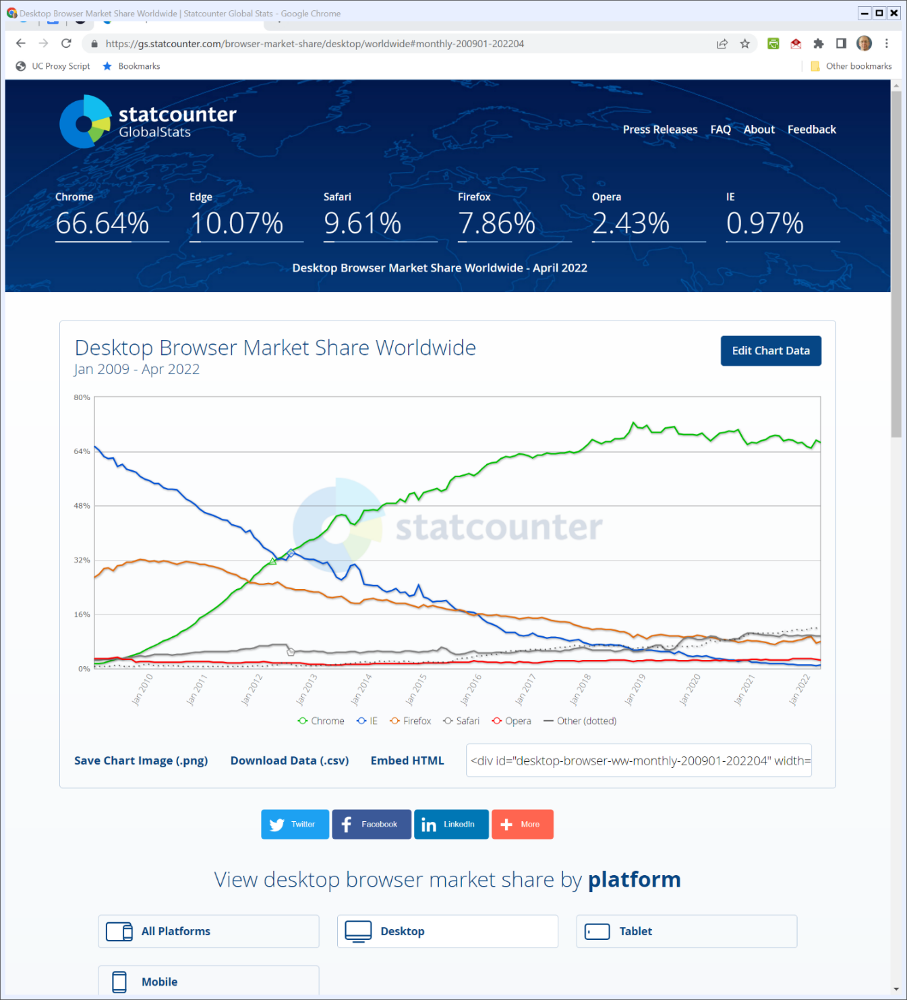 Desktop Browser Market Share Worldwide | Statcounter Global Stats - Google Chrome
https://gs.statcounter.com/browser-market-share/desktop/worldwide#monthly-200901-202204
UC Proxy Script Bookmarks Other bookmarks
statcounter
GlobalStats
Press Releases FAQ About Feedback
Chrome Edge Safari Firefox Opera IE
66.64% 10.07% 9.61% 7.86% 2.43% 0.97%
Desktop Browser Market Share Worldwide - April 2022
Desktop Browser Market Share Worldwide
Jan 2009 - Apr 2022
Edit Chart Data
80%
64%
48%
statcounter
32%
16%
0%
Jan 2010 Jan 2011 Jan 2012 Jan 2013 Jan 2014 Jan 2015 Jan 2016 Jan 2017 Jan 2018 Jan 2019 Jan 2020 Jan 2021 Jan 2022
Chrome IE Firefox Safari Opera Other (dotted)
Save Chart Image (.png) Download Data (.csv) Embed HTML <div id="desktop-browser-ww-monthly-200901-202204" width=
Twitter Facebook LinkedIn More
View desktop browser market share by platform
All Platforms Desktop Tablet
Mobile